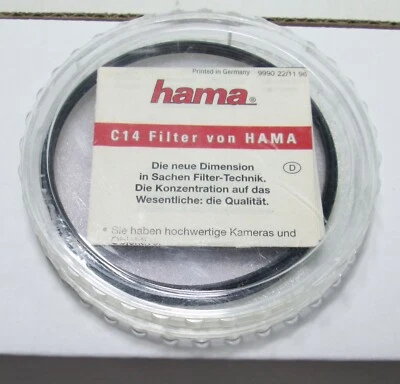 Printed in Germany 9990 22/11.96
hama®
C14 Filter von HAMA
Die neue Dimension
in Sachen Filter-Technik.
Die Konzentration auf das
Wesentliche: die Qualität.
D
* Sie haben hochwertige Kameras und